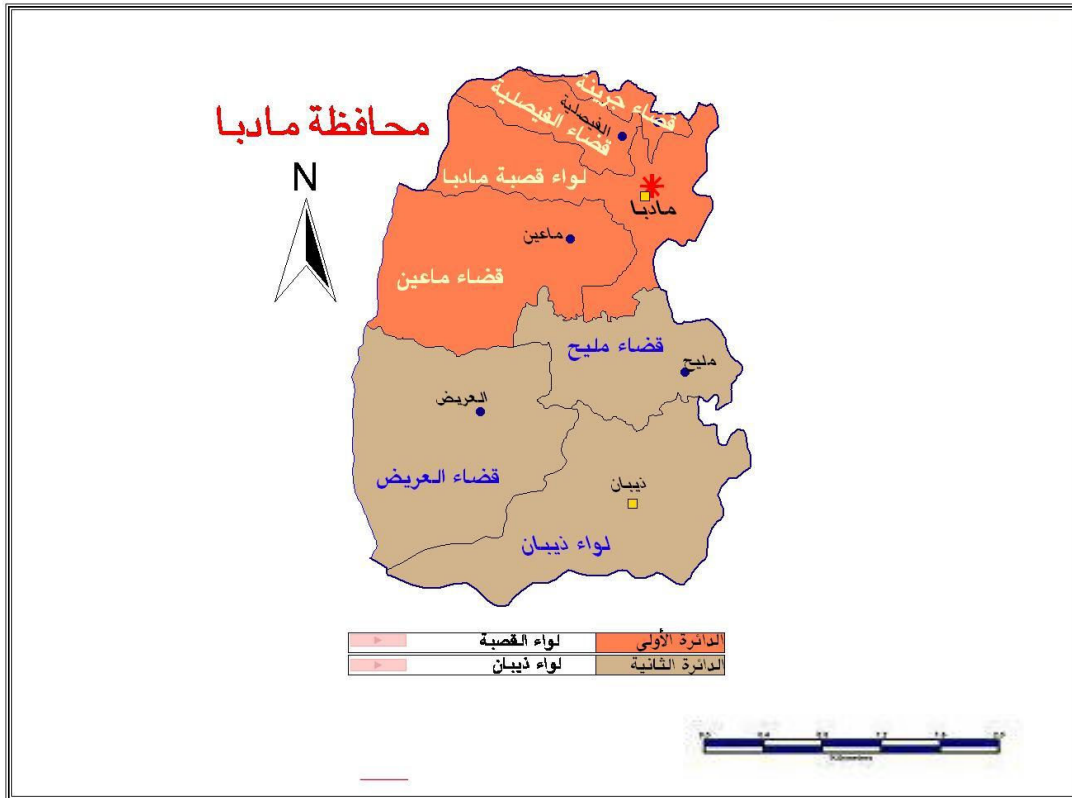 محافظة مادبا
N
قضاء جرينة
قضاء الفيصلية
الفيصلية
لواء قصبة مادبا
مادبا
ماعين
قضاء ماعين
قضاء مليح
مليح
العريض
قضاء العريض
ذيبان
لواء ذيبان
الدائرة الأولى لواء القصبة
الدائرة الثانية لواء ذيبان
Kilometers